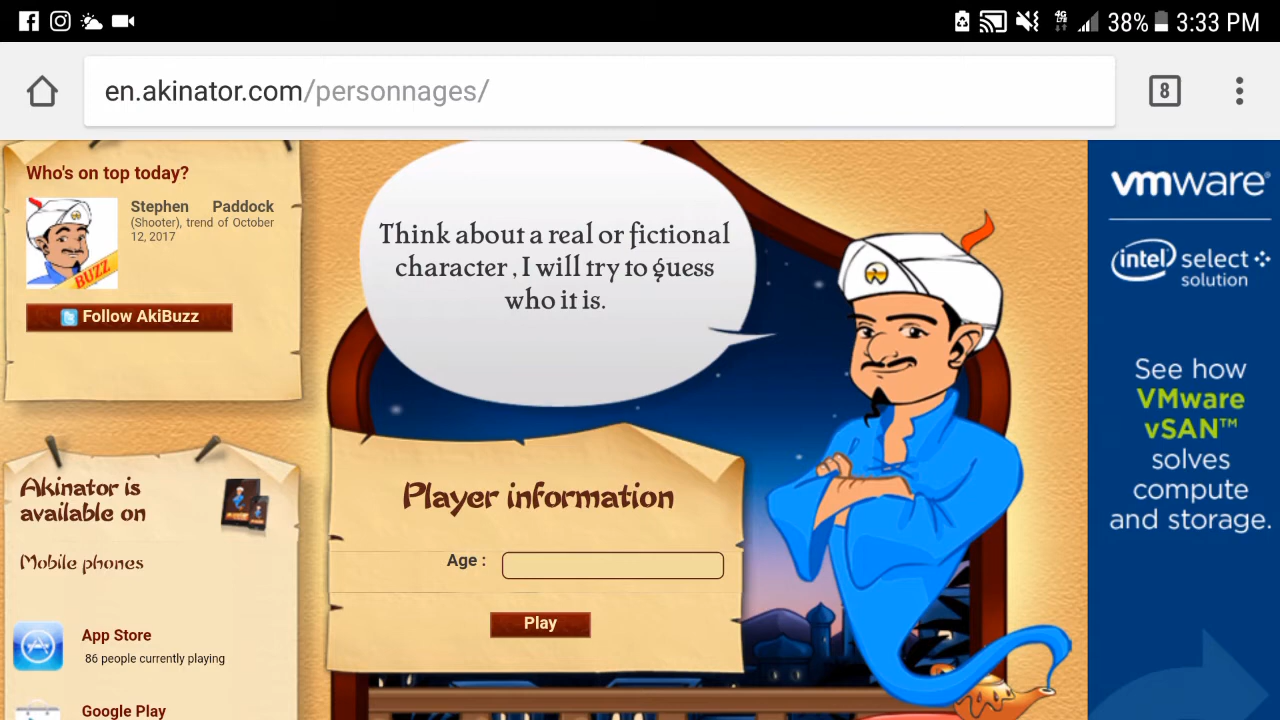 38% 3:33 PM
en.akinator.com/personnages/
8
Who's on top today?
Stephen Paddock
(Shooter), trend of October
12, 2017
BUZZ
Follow AkiBuzz
Akinator is
available on
Mobile phones
App Store
86 people currently playing
Google Play
Think about a real or fictional
character , I will try to guess
who it is.
Player information
Age :
Play
vmware®
intel select
solution
See how
VMware
vSAN™
solves
compute
and storage.